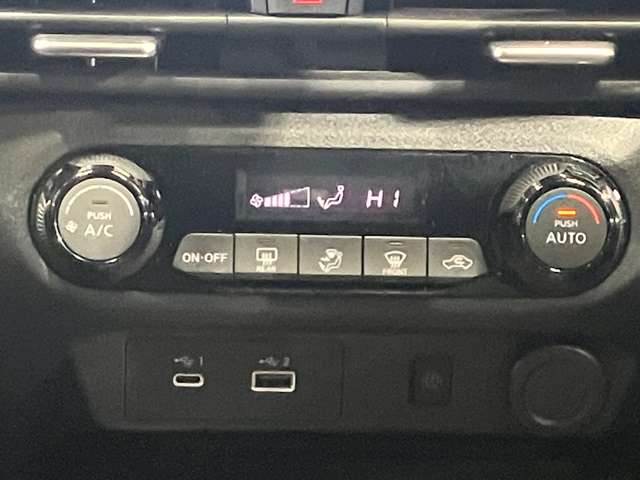 HI
PUSH
A/C
PUSH
AUTO
ON·OFF
REAR
FRONT
1
2